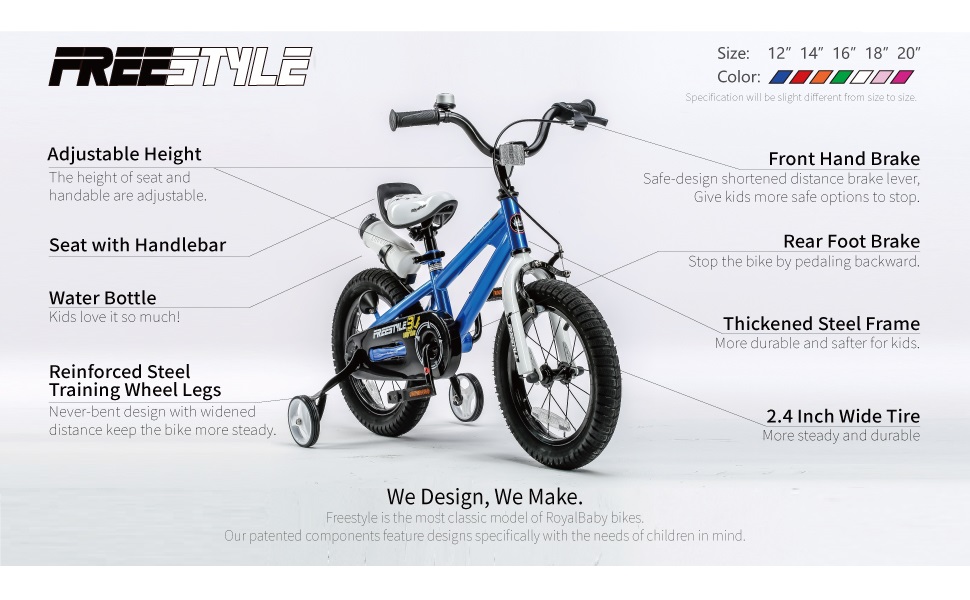 FREESTYLE
Size: 12” 14” 16” 18” 20”
Color:
Specification will be slight different from size to size.
Adjustable Height
The height of seat and
handable are adjustable.
Seat with Handlebar
Water Bottle
Kids love it so much!
Reinforced Steel
Training Wheel Legs
Never-bent design with widened
distance keep the bike more steady.
Front Hand Brake
Safe-design shortened distance brake lever,
Give kids more safe options to stop.
Rear Foot Brake
Stop the bike by pedaling backward.
Thickened Steel Frame
More durable and safter for kids.
2.4 Inch Wide Tire
More steady and durable
FREESTYLE
We Design, We Make.
Freestyle is the most classic model of RoyalBaby bikes.
Our patented components feature designs specifically with the needs of children in mind.